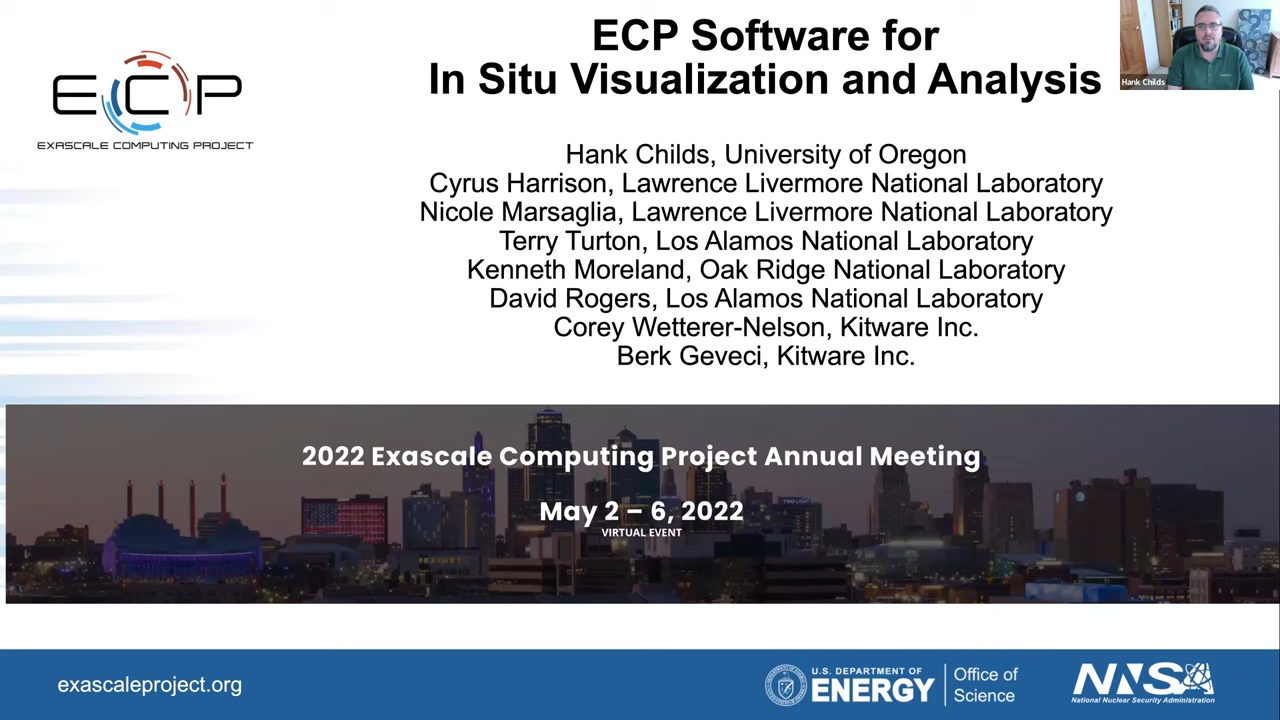 ECP Software for
In Situ Visualization and Analysis
Hank Childs
ECP
EXASCALE COMPUTING PROJECT
Hank Childs, University of Oregon
Cyrus Harrison, Lawrence Livermore National Laboratory
Nicole Marsaglia, Lawrence Livermore National Laboratory
Terry Turton, Los Alamos National Laboratory
Kenneth Moreland, Oak Ridge National Laboratory
David Rogers, Los Alamos National Laboratory
Corey Wetterer-Nelson, Kitware Inc.
Berk Geveci, Kitware Inc.
2022 Exascale Computing Project Annual Meeting
TWO LIGHT
May 2 – 6, 2022
VIRTUAL EVENT
exascaleproject.org
U.S. DEPARTMENT OF
ENERGY
Office of
Science
NNSA
National Nuclear Security Administration